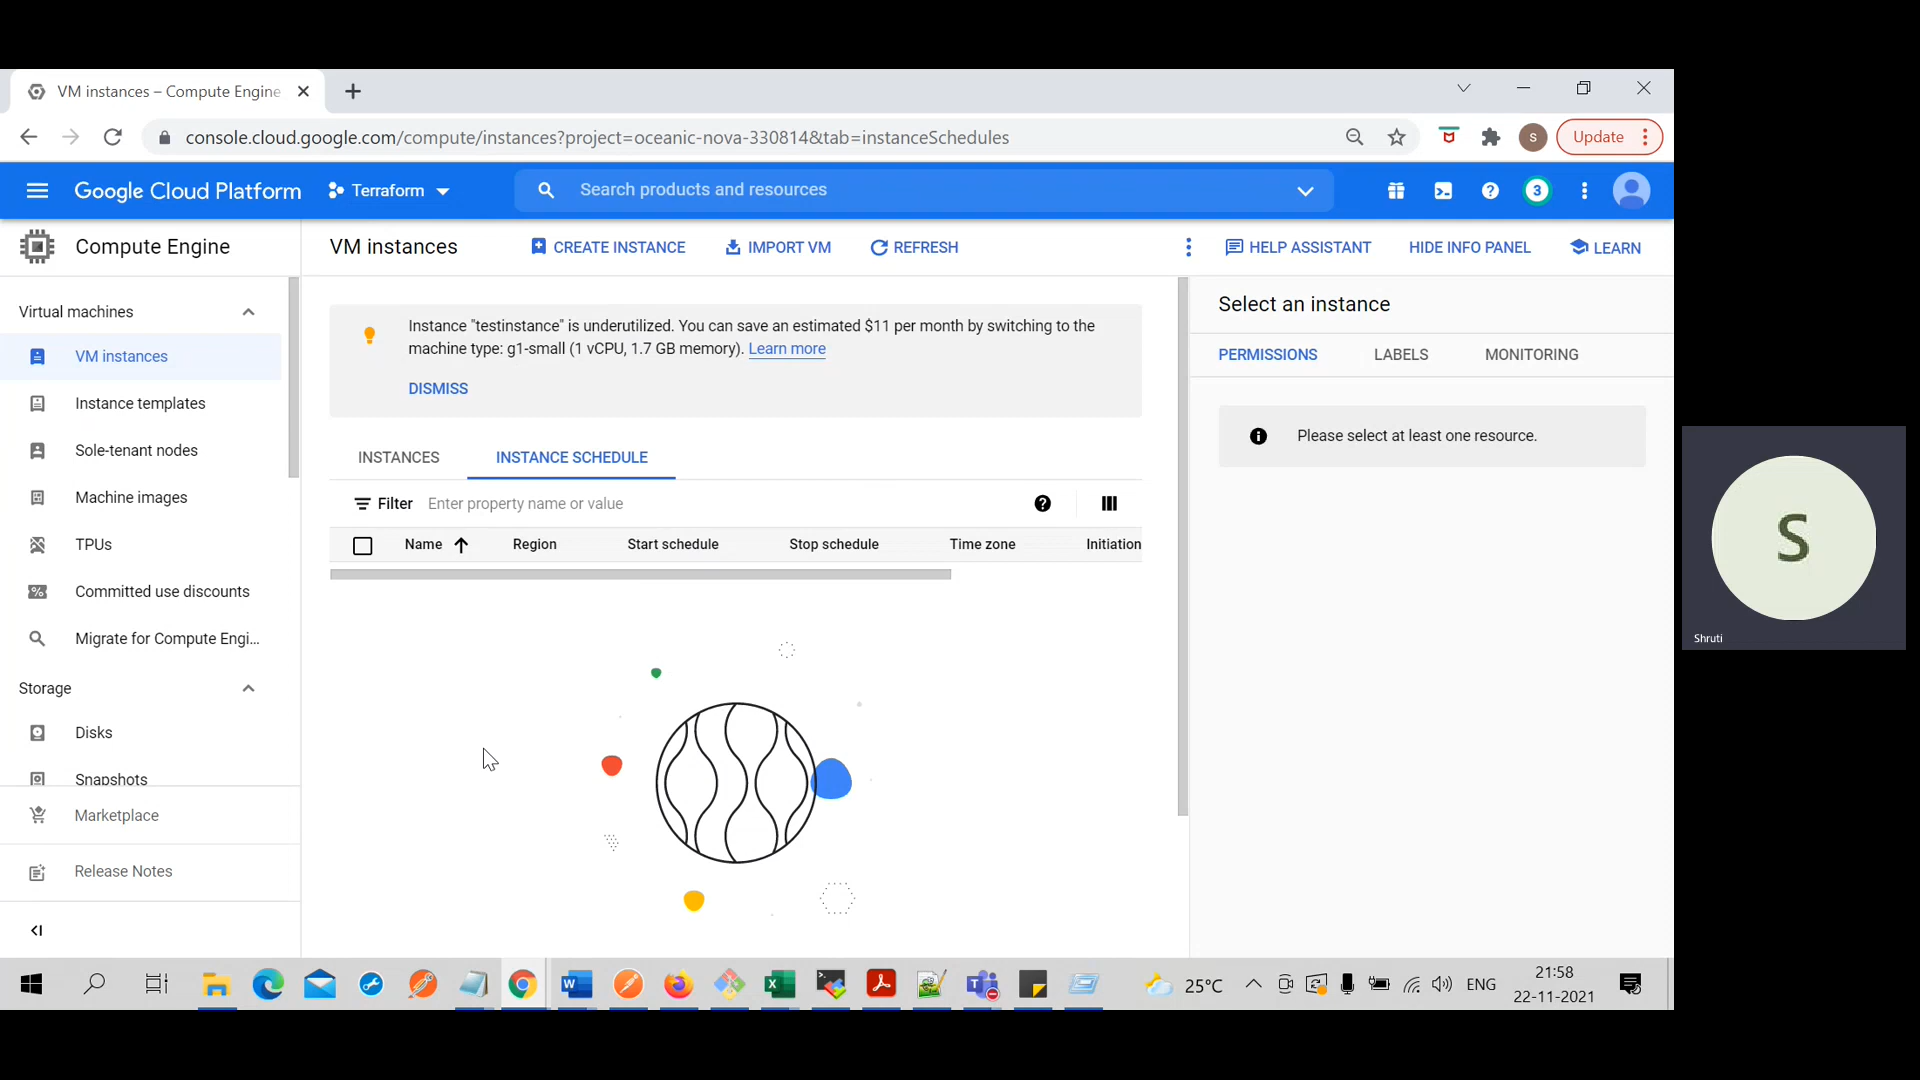 VM instances – Compute Engine
console.cloud.google.com/compute/instances?project=oceanic-nova-330814&tab=instanceSchedules
S
Update
Google Cloud Platform
Terraform
Search products and resources
3
Compute Engine
VM instances
CREATE INSTANCE
IMPORT VM
REFRESH
HELP ASSISTANT
HIDE INFO PANEL
LEARN
Virtual machines
VM instances
Instance templates
Sole-tenant nodes
Machine images
TPUs
Committed use discounts
Migrate for Compute Engi...
Storage
Disks
Snapshots
Marketplace
Release Notes
Instance "testinstance" is underutilized. You can save an estimated $11 per month by switching to the
machine type: g1-small (1 vCPU, 1.7 GB memory). Learn more
DISMISS
INSTANCES
INSTANCE SCHEDULE
Filter
Enter property name or value
Name
Region
Start schedule
Stop schedule
Time zone
Initiation
Select an instance
PERMISSIONS
LABELS
MONITORING
Please select at least one resource.
S
Shruti
25°C
ENG
21:58
22-11-2021